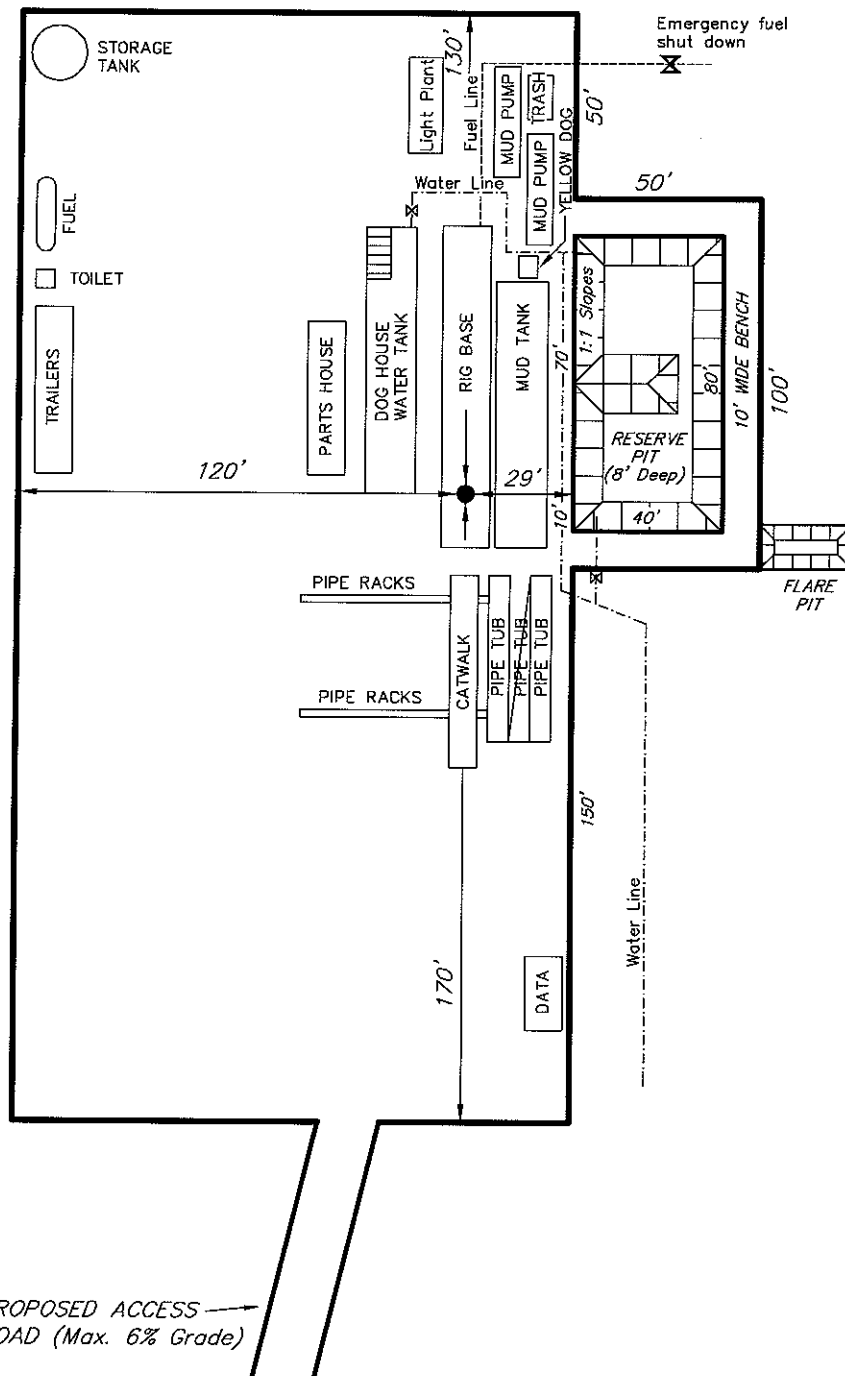 Emergency fuel
shut down
STORAGE
TANK
130'
Light Plant
Fuel Line
MUD PUMP
TRASH
50'
MUD PUMP
YELLOW DOG
Water Line
50'
FUEL
TOILET
TRAILERS
PARTS HOUSE
DOG HOUSE
WATER TANK
RIG BASE
MUD TANK
70'
1:1 Slopes
80'
10' WIDE BENCH
100'
RESERVE
PIT
(8' Deep)
120'
29'
10'
40'
FLARE
PIT
PIPE RACKS
CATWALK
PIPE TUB
PIPE TUB
PIPE TUB
PIPE RACKS
150'
Water Line
170'
DATA
ROPOSED ACCESS
OAD (Max. 6% Grade)